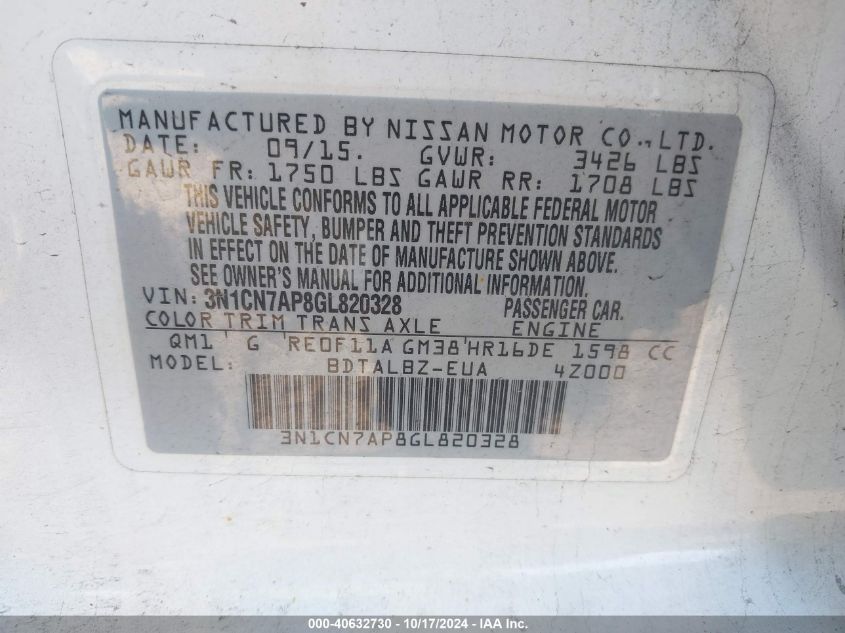 MANUFACTURED BY NISSAN MOTOR CO., LTD.
DATE: 09/15. GVWR: 3426 LBS
GAWR FR: 1750 LBS GAWR RR: 1708 LBS
THIS VEHICLE CONFORMS TO ALL APPLICABLE FEDERAL MOTOR
VEHICLE SAFETY, BUMPER AND THEFT PREVENTION STANDARDS
IN EFFECT ON THE DATE OF MANUFACTURE SHOWN ABOVE.
SEE OWNER'S MANUAL FOR ADDITIONAL INFORMATION.
VIN: 3N1CN7AP8GL820328 PASSENGER CAR.
COLOR TRIM TRANS AXLE ENGINE
QM1 ' G 'RE0F11A GM38'HR16DE 1598 CC
MODEL: BDTALBZ-EUA 4Z000
3N1CN7AP8GL820328
000-40632730 - 10/17/2024 - IAA Inc.